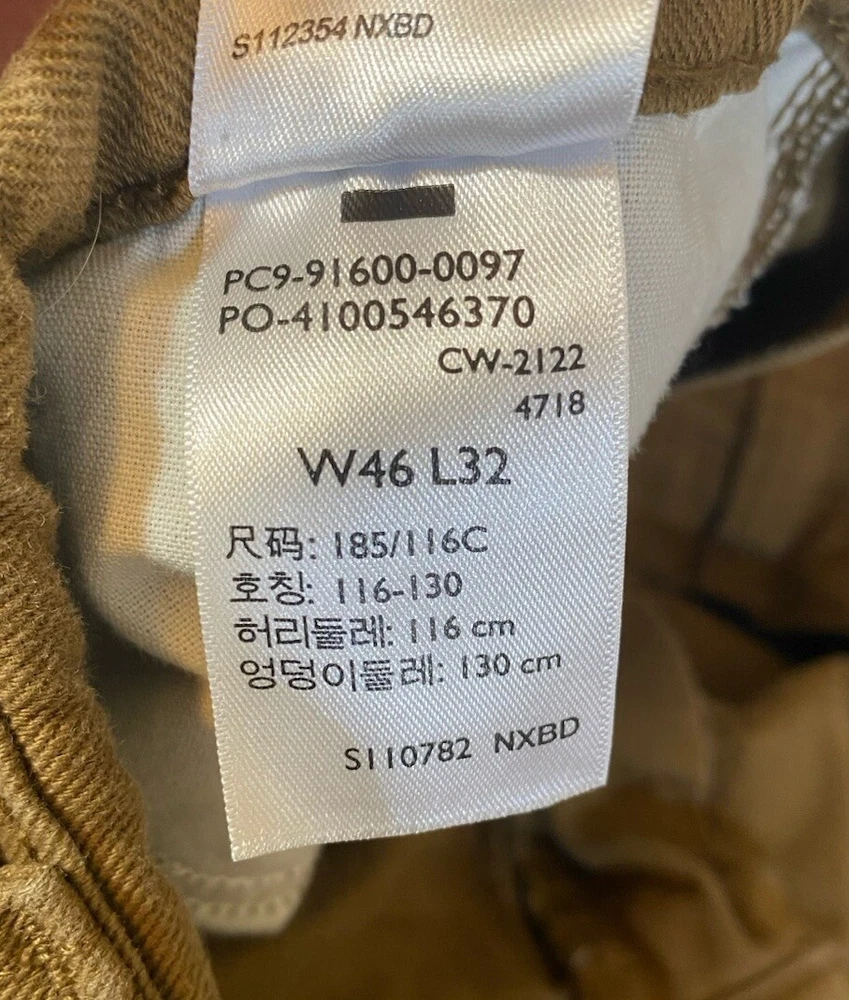 S112354 NXBD
PC9-91600-0097
PO-4100546370
CW-2122
4718
W46 L32
尺码: 185/116C
호칭: 116-130
허리둘레: 116 cm
엉덩이둘레: 130 cm
S110782 NXBD